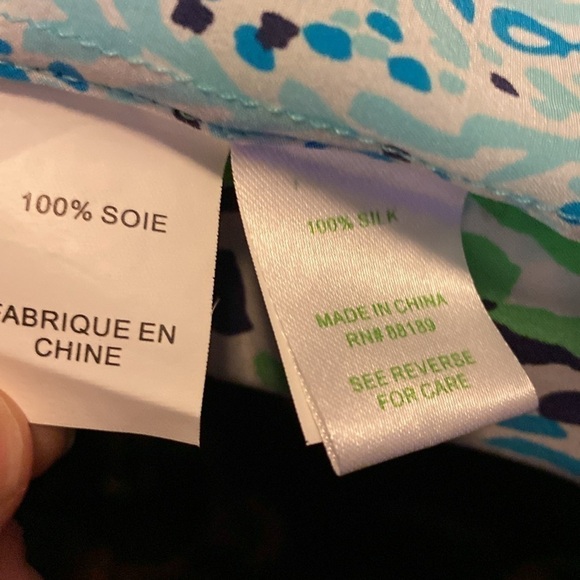 100% SOIE
FABRIQUE EN
CHINE
100% SILK
MADE IN CHINA
RN# 88189
SEE REVERSE
FOR CARE